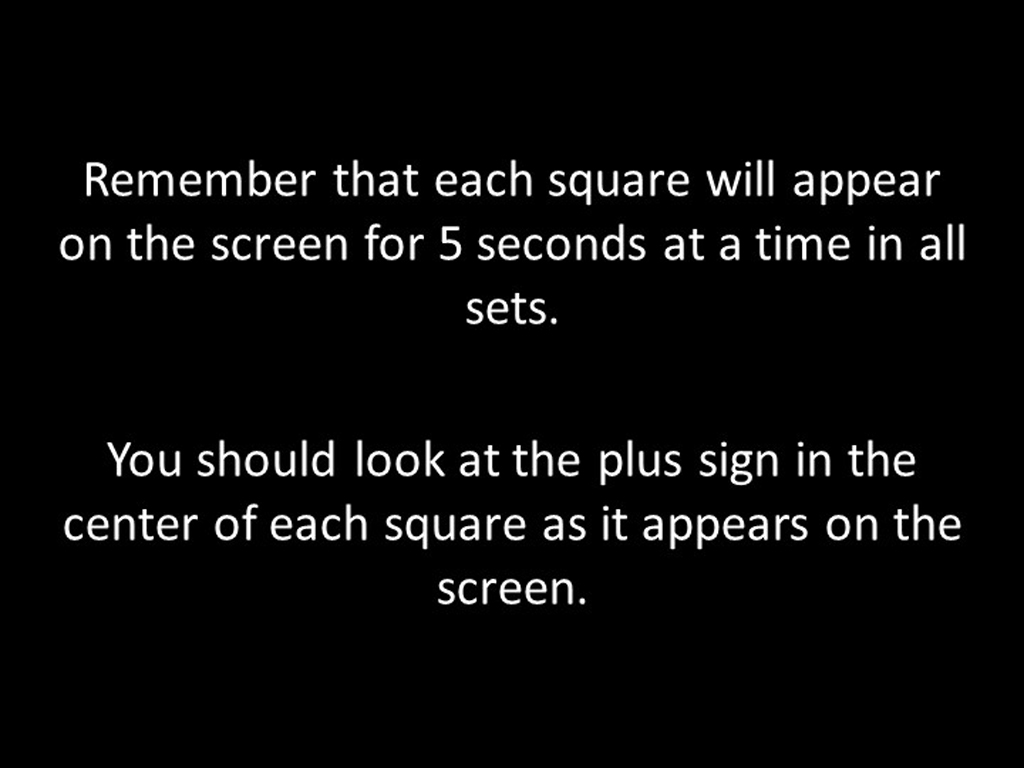 Remember that each square will appear
on the screen for 5 seconds at a time in all
sets.
You should look at the plus sign in the
center of each square as it appears on the
screen.